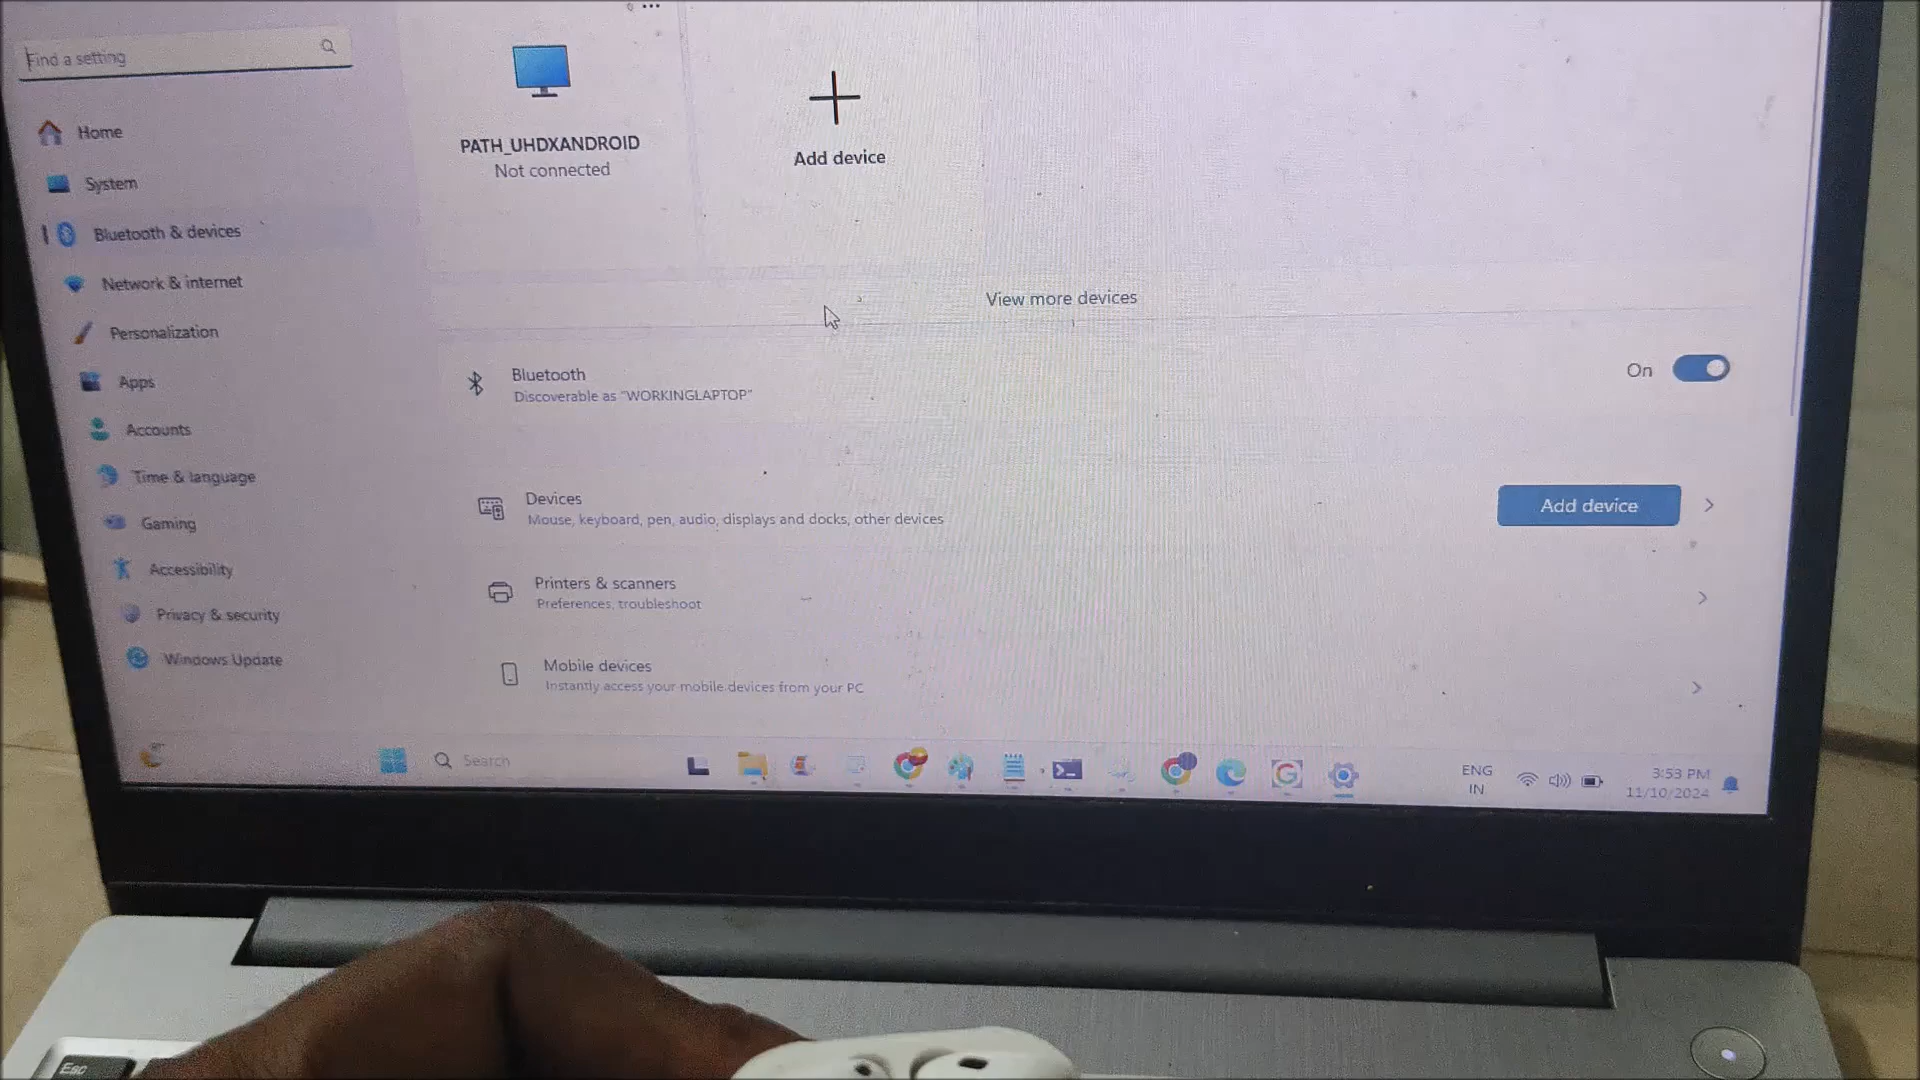 Find a setting
Home
System
Bluetooth & devices
Network & internet
Personalization
Apps
Accounts
Time & language
Gaming
Accessibility
Privacy & security
Windows Update
PATH_UHDXANDROID
Not connected
Add device
View more devices
Bluetooth
Discoverable as "WORKINGLAPTOP"
On
Devices
Mouse, keyboard, pen, audio, displays and docks, other devices
Add device
Printers & scanners
Preferences, troubleshoot
Mobile devices
Instantly access your mobile devices from your PC
Search
ENG
IN
3:53 PM
11/10/2024
Esc